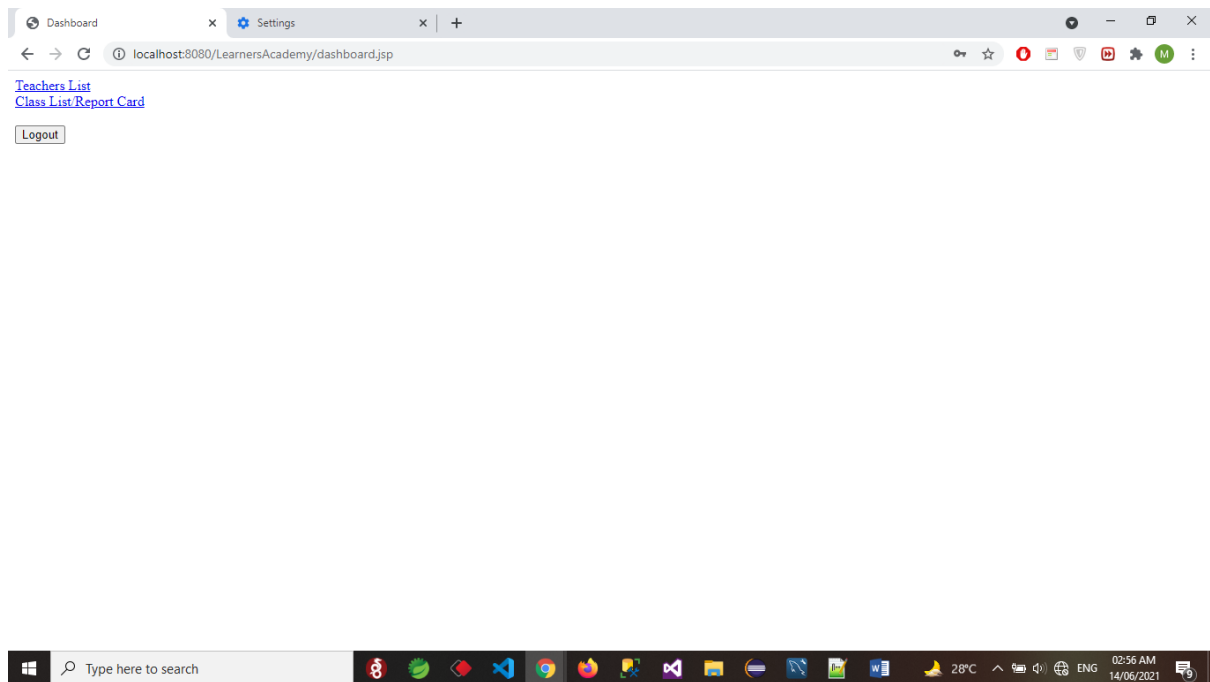 Dashboard
Settings
localhost:8080/LearnersAcademy/dashboard.jsp
M
Teachers List
Class List/Report Card
Logout
Type here to search
28°C
ENG
02:56 AM
14/06/2021
9